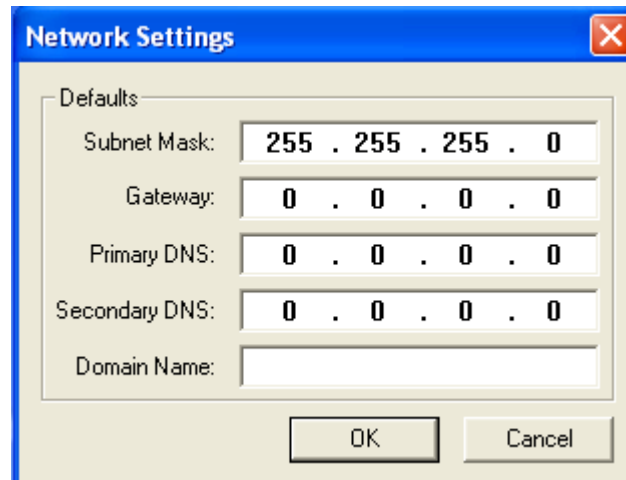 Network Settings
Defaults
Subnet Mask: 255 . 255 . 255 . 0
Gateway: 0 . 0 . 0 . 0
Primary DNS: 0 . 0 . 0 . 0
Secondary DNS: 0 . 0 . 0 . 0
Domain Name:
OK Cancel